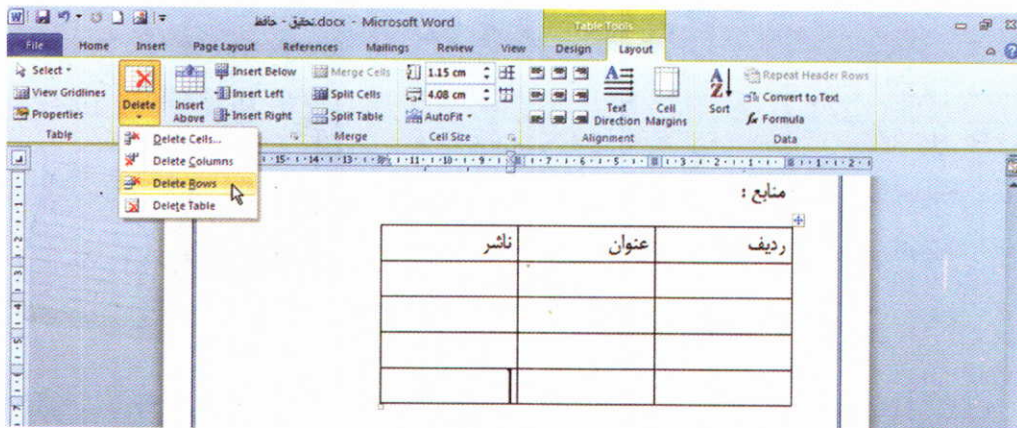 تحقیق - حافظ.docx - Microsoft Word
Table Tools
File Home Insert Page Layout References Mailings Review View Design Layout
Select
View Gridlines
Properties
Table
Delete
Insert Above
Insert Below
Insert Left
Insert Right
Merge Cells
Split Cells
Split Table
Merge
1.15 cm
4.08 cm
AutoFit
Cell Size
Text Direction
Cell Margins
Alignment
Sort
Repeat Header Rows
Convert to Text
Formula
Data
Delete Cells...
Delete Columns
Delete Rows
Delete Table
منابع :
ردیف عنوان ناشر